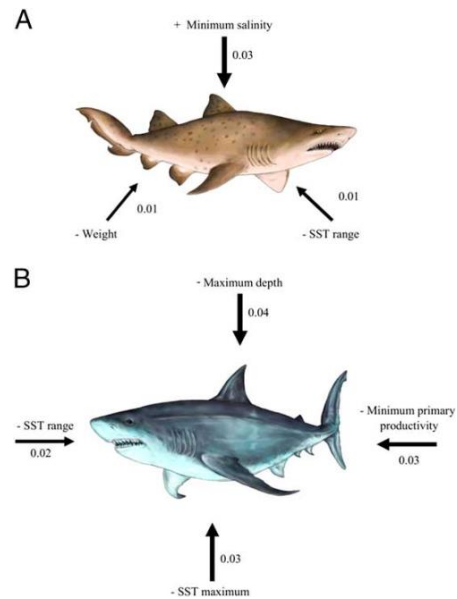 A
+ Minimum salinity
0.03
0.01
0.01
- Weight
- SST range
B
- Maximum depth
0.04
- SST range
0.02
- Minimum primary
productivity
0.03
0.03
- SST maximum